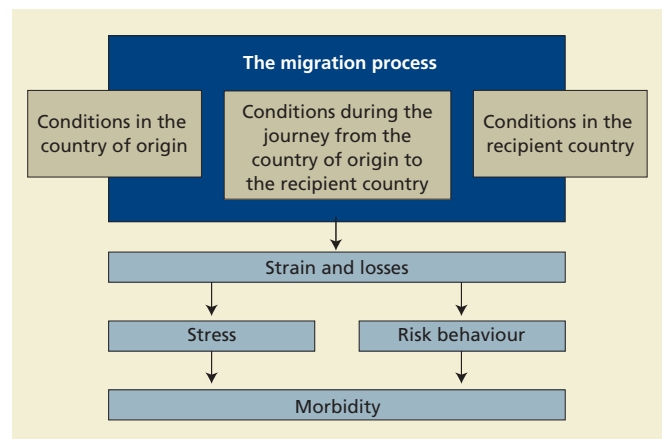 The migration process
Conditions in the
country of origin
Conditions during the
journey from the
country of origin to
the recipient country
Conditions in the
recipient country
Strain and losses
Stress
Risk behaviour
Morbidity